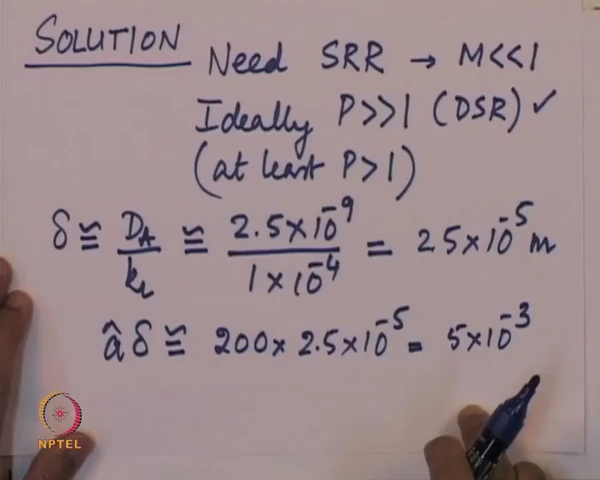 SOLUTION Need SRR → M<<1
Ideally P>>1 (DSR) ✓
(at least P>1)
δ ≅ D_A/k_L ≅ 2.5×10^-9/1×10^-4 = 2.5×10^-5 m
â δ ≅ 200× 2.5×10^-5 = 5×10^-3
NPTEL